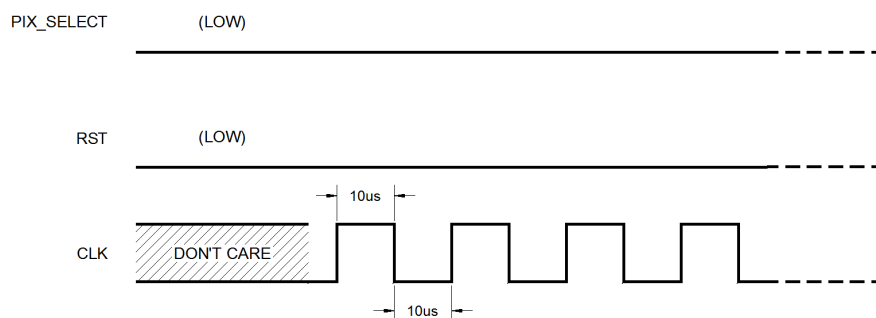 PIX_SELECT (LOW)
RST (LOW)
10us
CLK DON'T CARE
10us